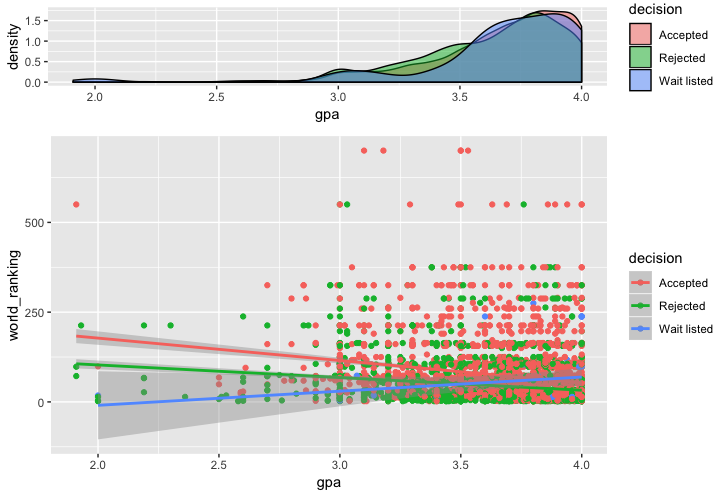 decision
Accepted
Rejected
Wait listed
density
1.5
1.0
0.5
0.0
2.0 2.5 3.0 3.5 4.0
gpa
world_ranking
500
250
0
2.0 2.5 3.0 3.5 4.0
gpa
decision
Accepted
Rejected
Wait listed